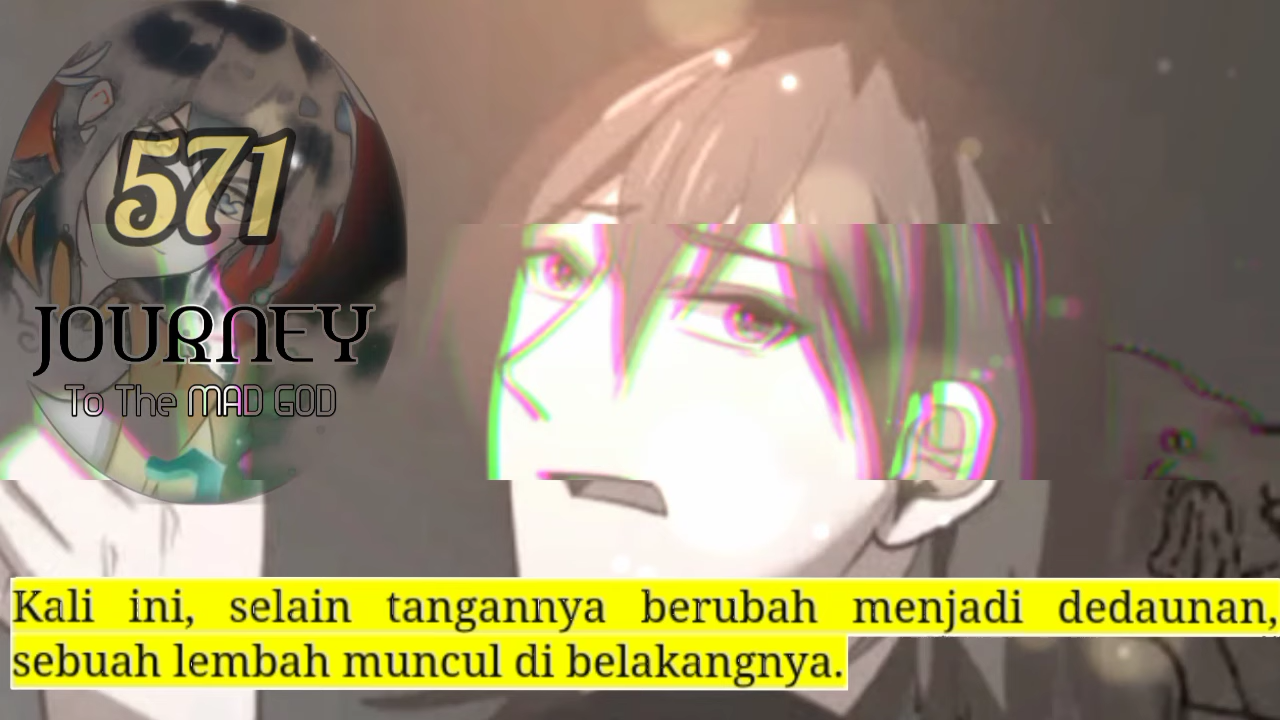 571
JOURNEY
To The MAD GOD
Kali ini, selain tangannya berubah menjadi dedaunan,
sebuah lembah muncul di belakangnya.